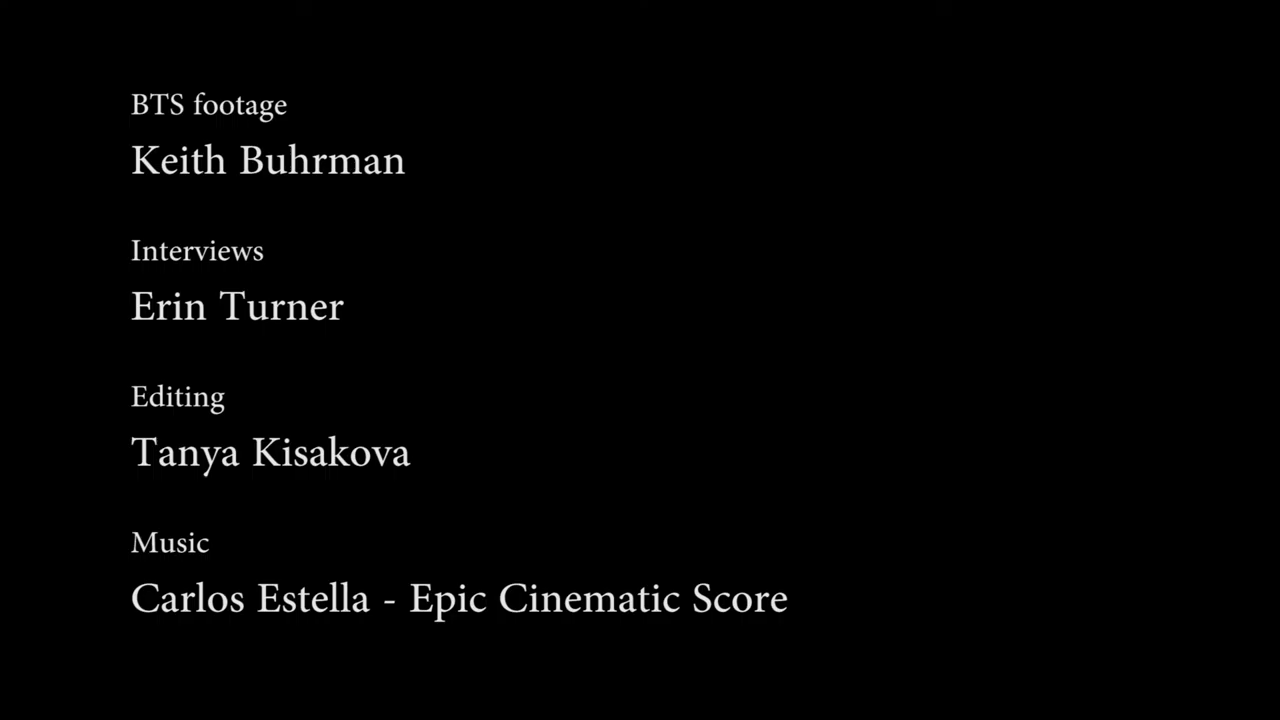 BTS footage
Keith Buhrman
Interviews
Erin Turner
Editing
Tanya Kisakova
Music
Carlos Estella - Epic Cinematic Score